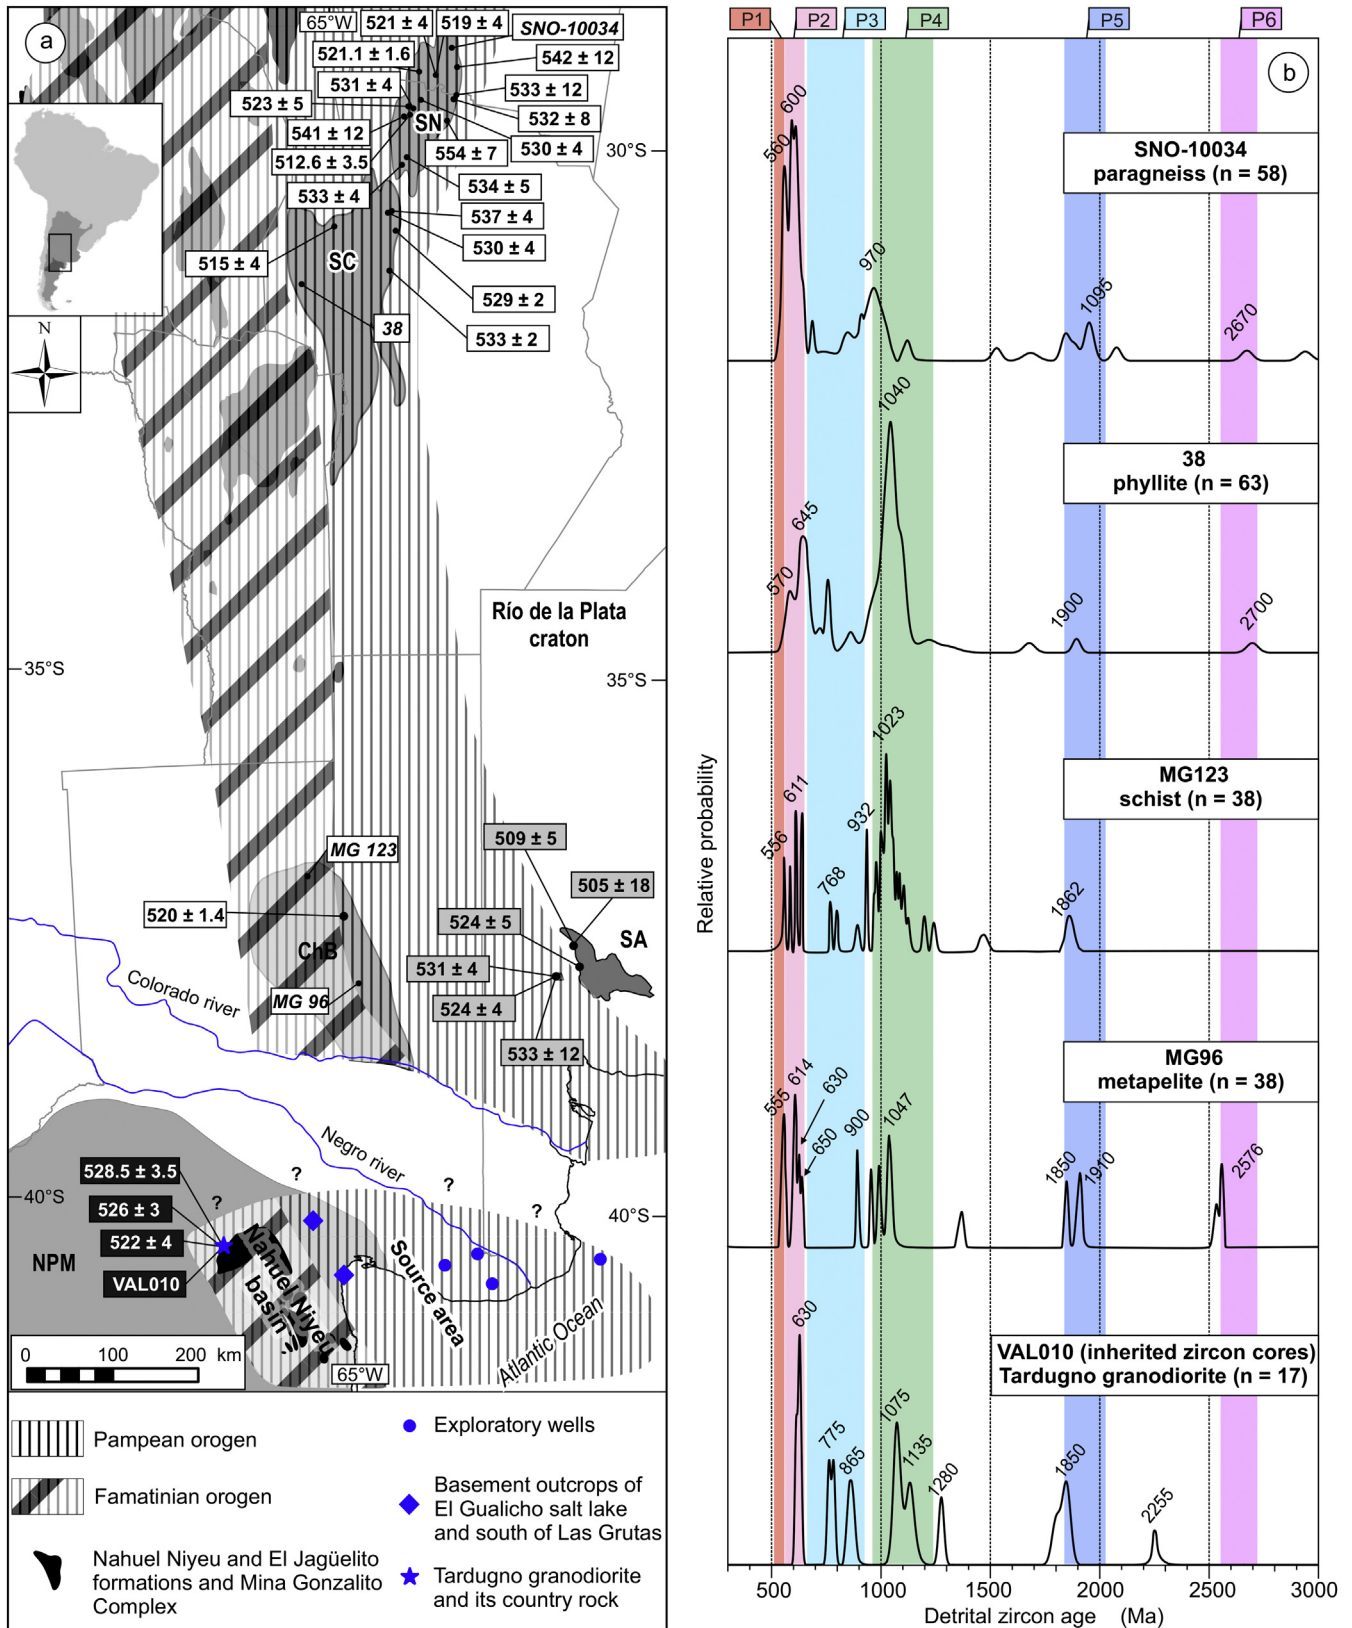 a
65°W
521 ± 4
519 ± 4
SNO-10034
521.1 ± 1.6
542 ± 12
531 ± 4
533 ± 12
523 ± 5
532 ± 8
541 ± 12
SN
530 ± 4
554 ± 7
512.6 ± 3.5
30°S
533 ± 4
534 ± 5
537 ± 4
530 ± 4
515 ± 4
SC
529 ± 2
38
533 ± 2
N
Río de la Plata
craton
35°S
35°S
509 ± 5
MG 123
505 ± 18
520 ± 1.4
524 ± 5
SA
ChB
531 ± 4
Colorado river
MG 96
524 ± 4
533 ± 12
Negro river
528.5 ± 3.5
?
?
?
?
40°S
526 ± 3
40°S
522 ± 4
NPM
VAL010
Nahuel Niyeu
basin
Source area
Atlantic Ocean
0 100 200 km
65°W
Pampean orogen
Famatinian orogen
Nahuel Niyeu and El Jagüelito
formations and Mina Gonzalito
Complex
Exploratory wells
Basement outcrops of
El Gualicho salt lake
and south of Las Grutas
Tardugno granodiorite
and its country rock
P1 P2 P3 P4 P5 P6
b
600
560
970
1095
2670
SNO-10034
paragneiss (n = 58)
1040
645
570
1900
2700
38
phyllite (n = 63)
1023
611
556
932
768
1862
MG123
schist (n = 38)
614
555
630
650
900
1047
1850
1910
2576
MG96
metapelite (n = 38)
630
775
865
1075
1135
1280
1850
2255
VAL010 (inherited zircon cores)
Tardugno granodiorite (n = 17)
Relative probability
500 1000 1500 2000 2500 3000
Detrital zircon age (Ma)